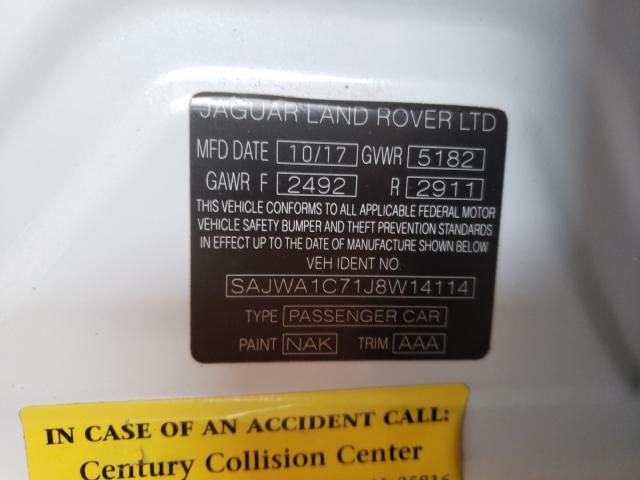 JAGUAR LAND ROVER LTD
MFD DATE 10/17 GVWR 5182
GAWR F 2492 R 2911
THIS VEHICLE CONFORMS TO ALL APPLICABLE FEDERAL MOTOR
VEHICLE SAFETY BUMPER AND THEFT PREVENTION STANDARDS
IN EFFECT UP TO THE DATE OF MANUFACTURE SHOWN BELOW
VEH IDENT NO
SAJWA1C71J8W14114
TYPE PASSENGER CAR
PAINT NAK TRIM AAA
IN CASE OF AN ACCIDENT CALL:
Century Collision Center